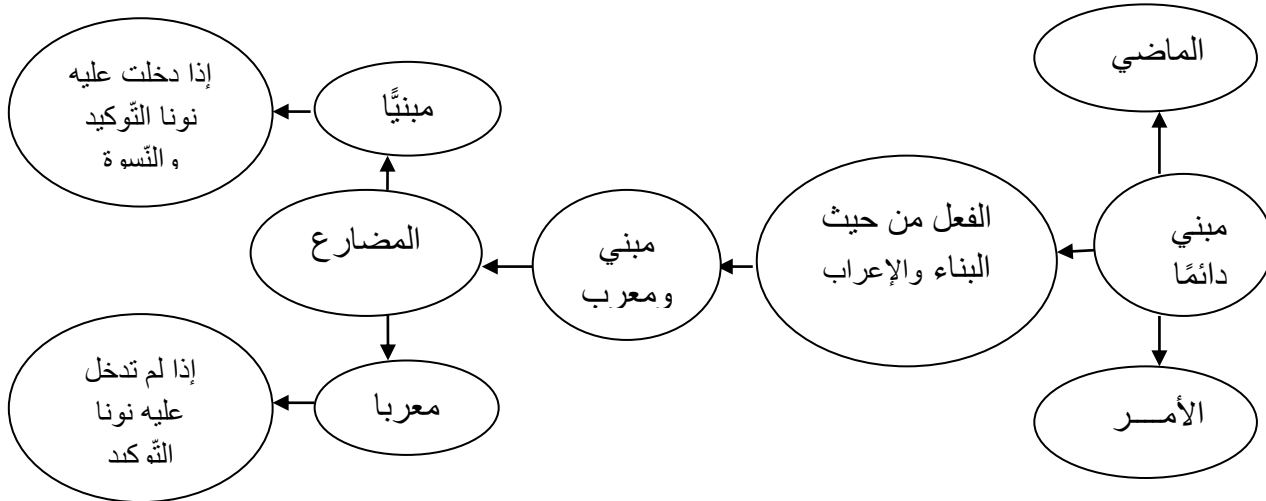 الماضي
مبني
دائمًا
الأمـــر
الفعل من حيث
البناء والإعراب
مبني
ومعرب
المضارع
مبنيًّا
إذا دخلت عليه
نونا التّوكيد
والنّسوة
معربا
إذا لم تدخل
عليه نونا
التّوكيد